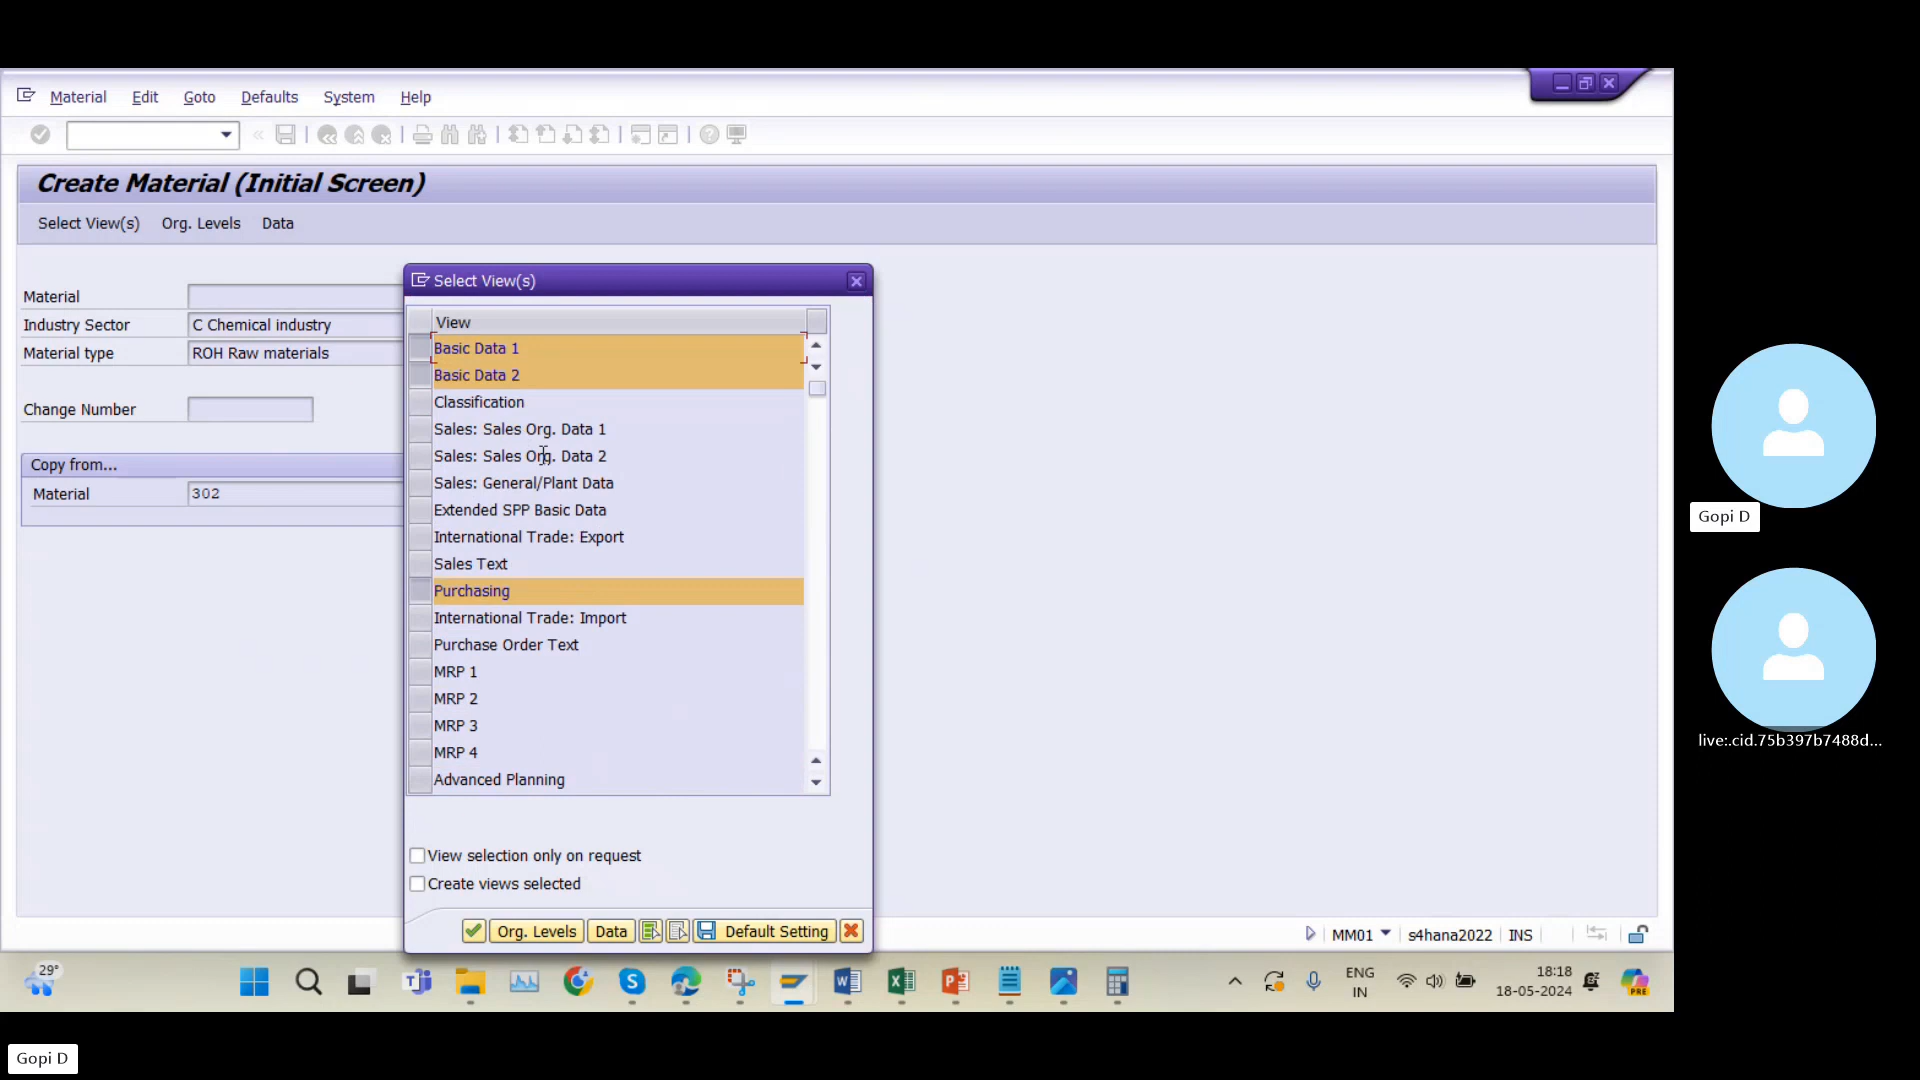 Material Edit Goto Defaults System Help
Create Material (Initial Screen)
Select View(s) Org. Levels Data
Material
Industry Sector C Chemical industry
Material type ROH Raw materials
Change Number
Copy from...
Material 302
Select View(s)
View
Basic Data 1
Basic Data 2
Classification
Sales: Sales Org. Data 1
Sales: Sales Org. Data 2
Sales: General/Plant Data
Extended SPP Basic Data
International Trade: Export
Sales Text
Purchasing
International Trade: Import
Purchase Order Text
MRP 1
MRP 2
MRP 3
MRP 4
Advanced Planning
View selection only on request
Create views selected
Org. Levels Data Default Setting
MM01 s4hana2022 INS
29°
ENG
IN
18:18
18-05-2024
PRE
Gopi D
live:.cid.75b397b7488d...
Gopi D